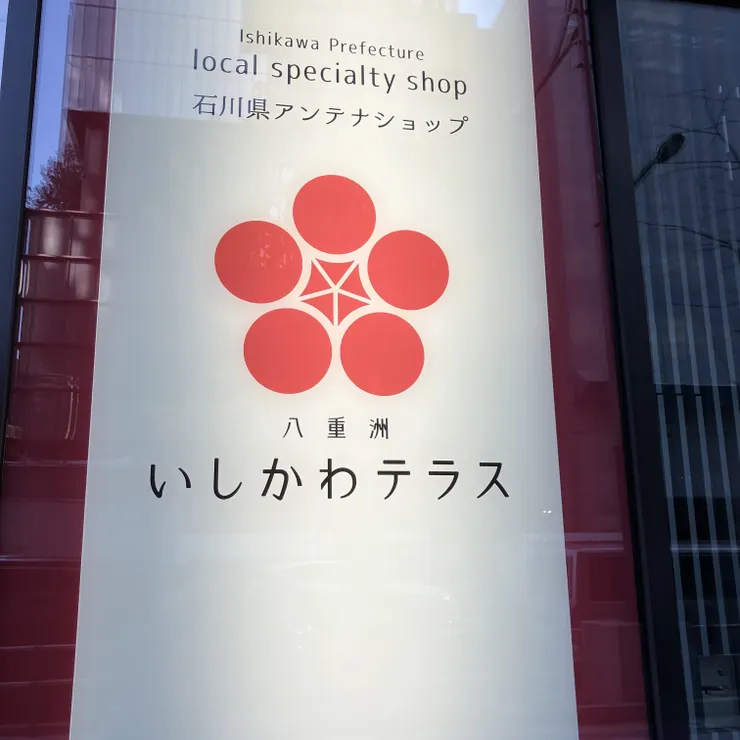 Ishikawa Prefecture
local specialty shop
石川県アンテナショップ
八重洲
いしかわテラス